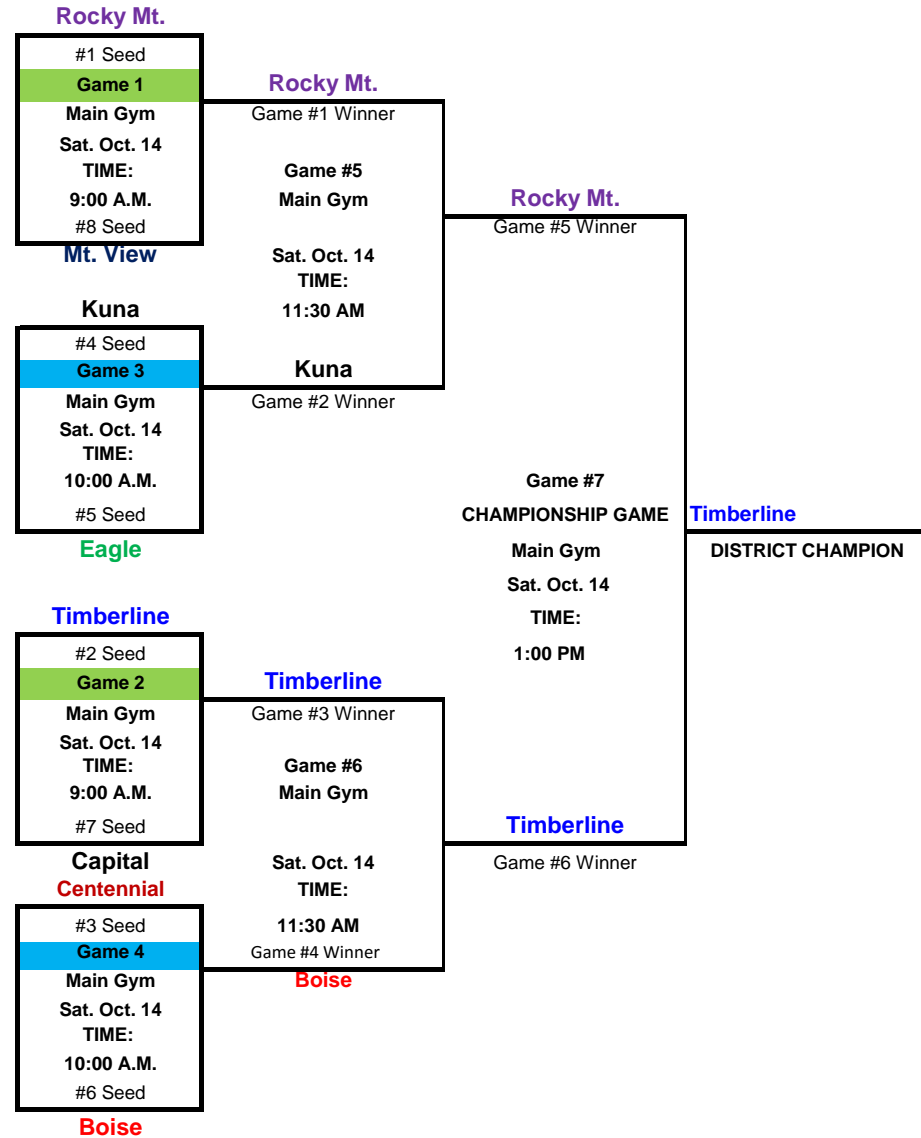 Rocky Mt.
#1 Seed
Game 1
Main Gym
Sat. Oct. 14
TIME:
9:00 A.M.
#8 Seed
Mt. View
Kuna
#4 Seed
Game 3
Main Gym
Sat. Oct. 14
TIME:
10:00 A.M.
#5 Seed
Eagle
Timberline
#2 Seed
Game 2
Main Gym
Sat. Oct. 14
TIME:
9:00 A.M.
#7 Seed
Capital
Centennial
#3 Seed
Game 4
Main Gym
Sat. Oct. 14
TIME:
10:00 A.M.
#6 Seed
Boise
Rocky Mt.
Game #1 Winner
Game #5
Main Gym
Sat. Oct. 14
TIME:
11:30 AM
Kuna
Game #2 Winner
Timberline
Game #3 Winner
Game #6
Main Gym
Sat. Oct. 14
TIME:
11:30 AM
Game #4 Winner
Boise
Rocky Mt.
Game #5 Winner
Game #7
CHAMPIONSHIP GAME
Main Gym
Sat. Oct. 14
TIME:
1:00 PM
Timberline
Game #6 Winner
Timberline
DISTRICT CHAMPION